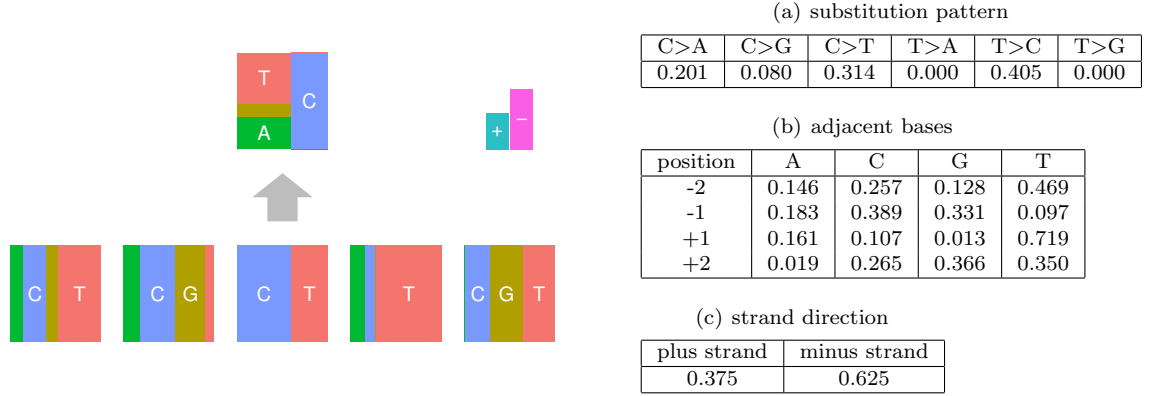 T
C
A
+
−
C T
C G
C T
T
C G T
(a) substitution pattern
C>A C>G C>T T>A T>C T>G
0.201 0.080 0.314 0.000 0.405 0.000
(b) adjacent bases
position A C G T
-2 0.146 0.257 0.128 0.469
-1 0.183 0.389 0.331 0.097
+1 0.161 0.107 0.013 0.719
+2 0.019 0.265 0.366 0.350
(c) strand direction
plus strand minus strand
0.375 0.625